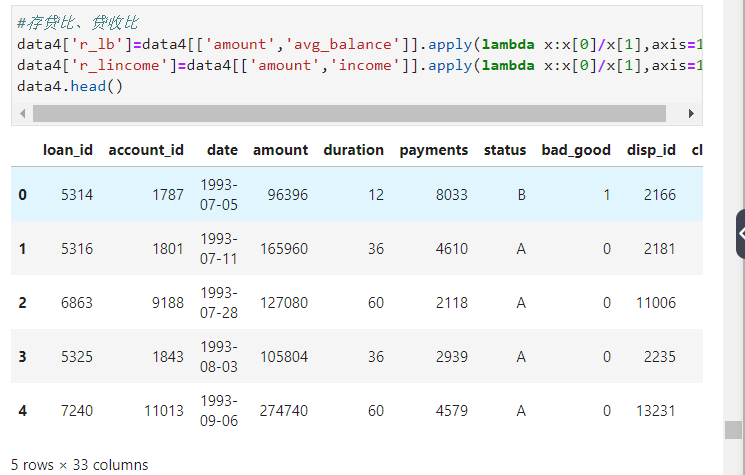 #存贷比、贷收比
data4['r_lb']=data4[['amount','avg_balance']].apply(lambda x:x[0]/x[1],axis=1
data4['r_lincome']=data4[['amount','income']].apply(lambda x:x[0]/x[1],axis=1
data4.head()
loan_id account_id date amount duration payments status bad_good disp_id cl
0 5314 1787 1993-07-05 96396 12 8033 B 1 2166
1 5316 1801 1993-07-11 165960 36 4610 A 0 2181
2 6863 9188 1993-07-28 127080 60 2118 A 0 11006
3 5325 1843 1993-08-03 105804 36 2939 A 0 2235
4 7240 11013 1993-09-06 274740 60 4579 A 0 13231
5 rows × 33 columns